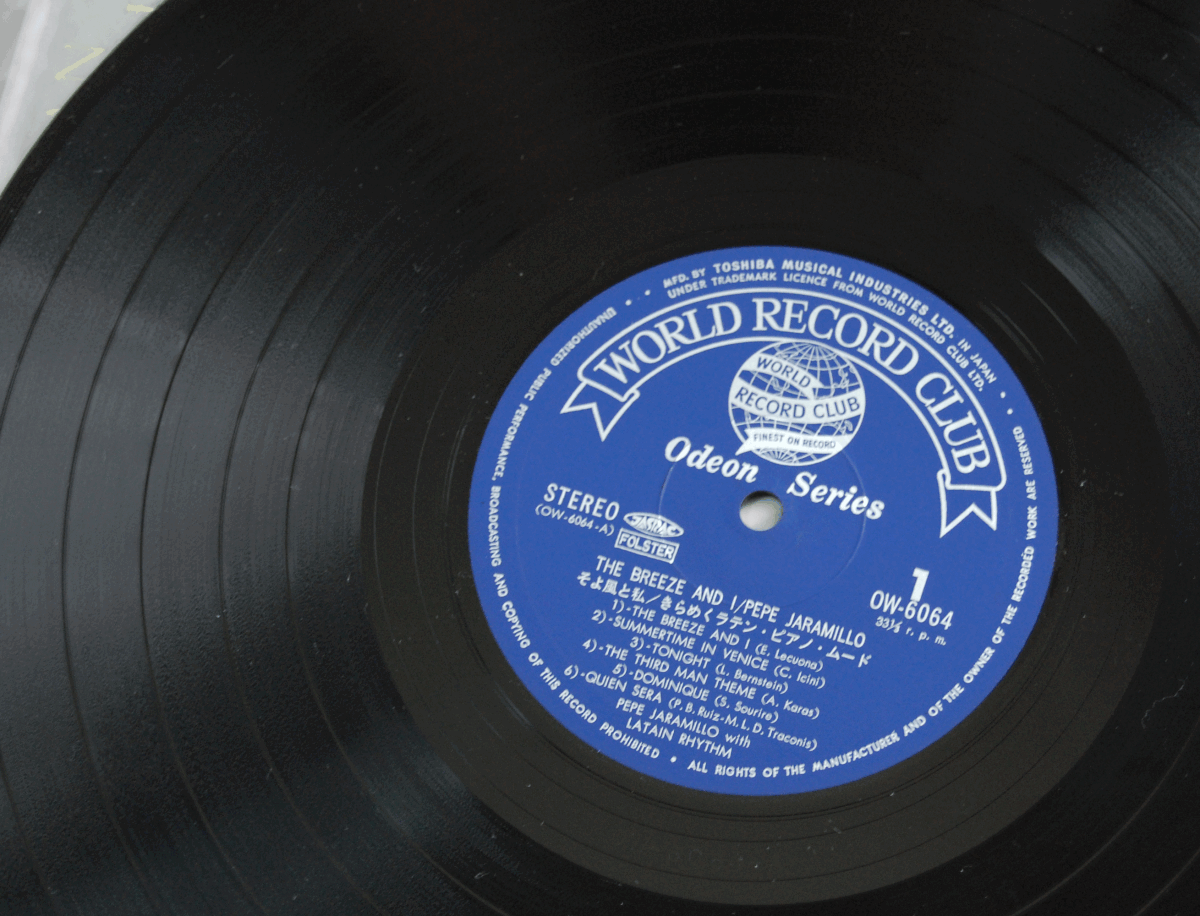 MFD. BY TOSHIBA MUSICAL INDUSTRIES LTD. IN JAPAN
UNDER TRADEMARK LICENCE FROM WORLD RECORD CLUB LTD.
WORLD RECORD CLUB
WORLD
RECORD CLUB
FINEST ON RECORD
Odeon Series
STEREO
(OW-6064-A)
JASRAC
FOLSTER
1
OW-6064
33⅓ r. p. m.
THE BREEZE AND I/PEPE JARAMILLO
そよ風と私/きらめくラテン・ピアノ・ムード
1)-THE BREEZE AND I (E. Lecuona)
2)-SUMMERTIME IN VENICE (C. Icini)
3)-TONIGHT (L. Bernstein)
4)-THE THIRD MAN THEME (A. Karas)
5)-DOMINIQUE (S. Sourire)
6)-QUIEN SERA (P. B. Ruiz-M. L. D. Traconis)
PEPE JARAMILLO with
LATAIN RHYTHM
UNAUTHORIZED PUBLIC PERFORMANCE, BROADCASTING AND COPYING OF THIS RECORD PROHIBITED • ALL RIGHTS OF THE MANUFACTURER AND OF THE OWNER OF THE RECORDED WORK ARE RESERVED